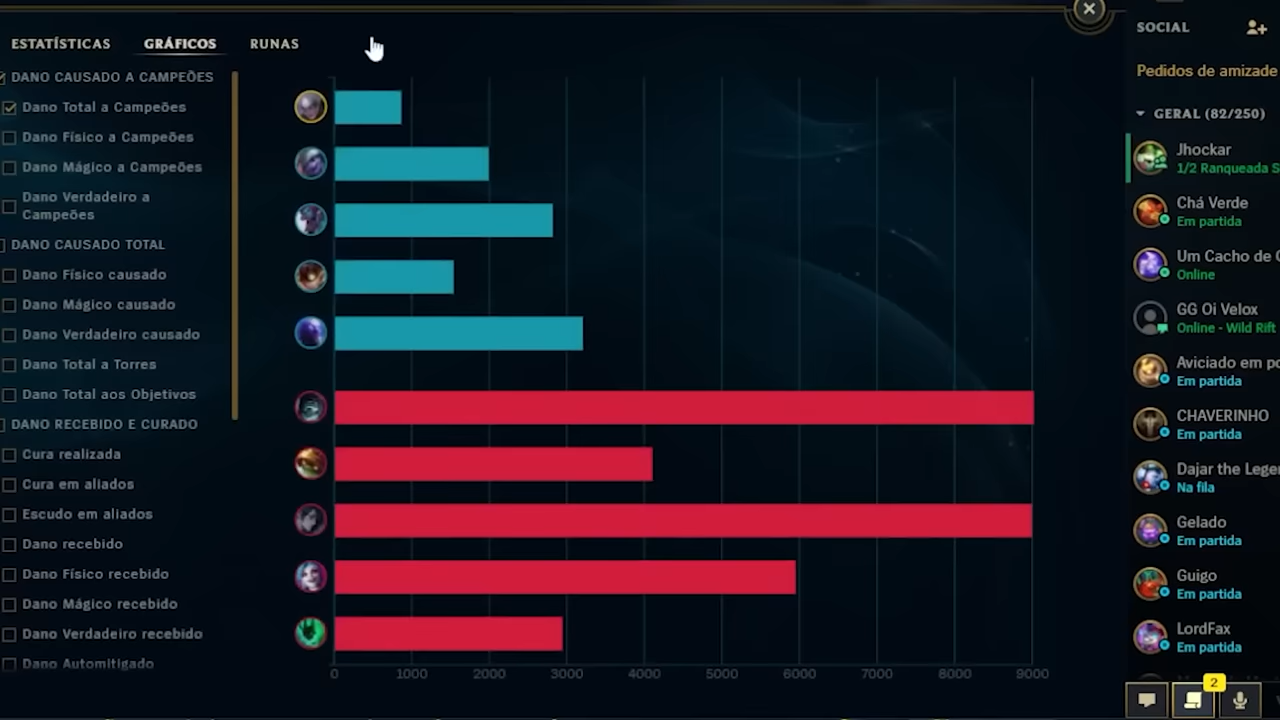 ESTATÍSTICAS GRÁFICOS RUNAS
DANO CAUSADO A CAMPEÕES
Dano Total a Campeões
Dano Físico a Campeões
Dano Mágico a Campeões
Dano Verdadeiro a
Campeões
DANO CAUSADO TOTAL
Dano Físico causado
Dano Mágico causado
Dano Verdadeiro causado
Dano Total a Torres
Dano Total aos Objetivos
DANO RECEBIDO E CURADO
Cura realizada
Cura em aliados
Escudo em aliados
Dano recebido
Dano Físico recebido
Dano Mágico recebido
Dano Verdadeiro recebido
Dano Automitigado
0 1000 2000 3000 4000 5000 6000 7000 8000 9000
SOCIAL
Pedidos de amizade
GERAL (82/250)
Jhockar
1/2 Ranqueada S
Chá Verde
Em partida
Um Cacho de
Online
GG Oi Velox
Online - Wild Rift
Aviciado em po
Em partida
CHAVERINHO
Em partida
Dajar the Lege
Na fila
Gelado
Em partida
Guigo
Em partida
LordFax
Em partida
2